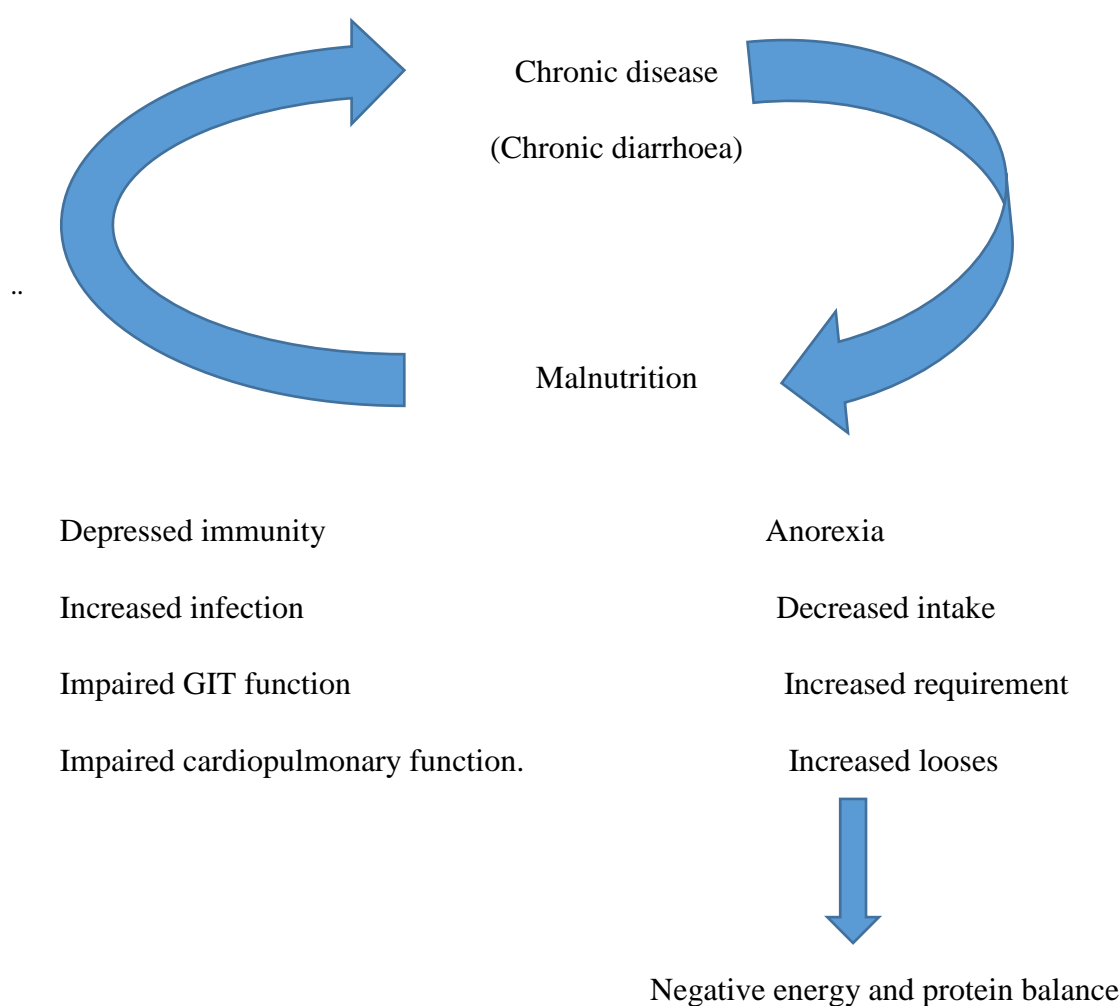 Chronic disease
(Chronic diarrhoea)
..
Malnutrition
Depressed immunity
Anorexia
Increased infection
Decreased intake
Impaired GIT function
Increased requirement
Impaired cardiopulmonary function.
Increased looses
Negative energy and protein balance